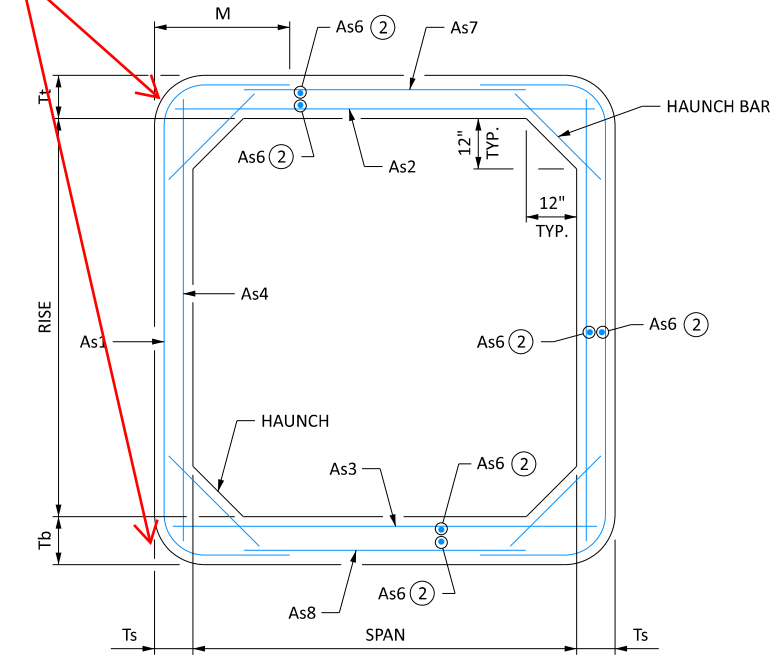 M
As6 2
As7
Tt
HAUNCH BAR
As6 2
As2
12"
TYP.
12"
TYP.
As4
RISE
As1
As6 2
As6 2
HAUNCH
As3
As6 2
Tb
As8
As6 2
Ts
SPAN
Ts